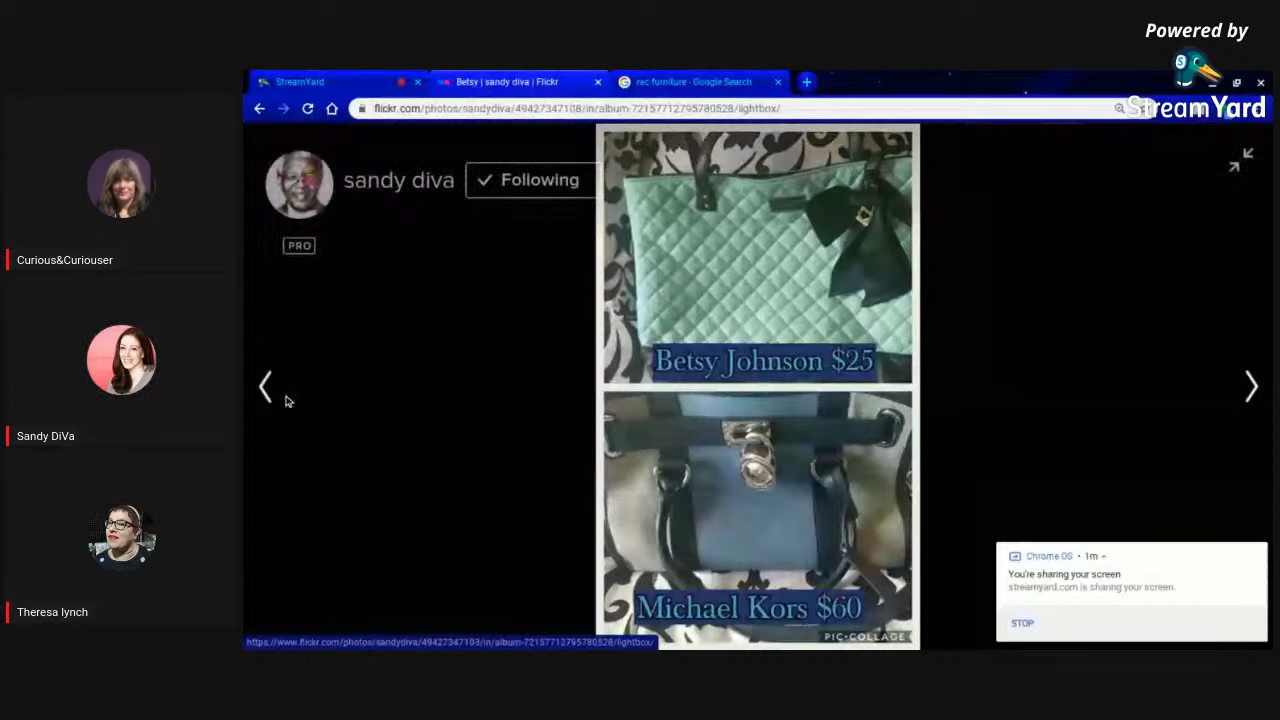 Powered by
StreamYard
StreamYard
Betsy | sandy diva | Flickr
rec furniture - Google Search
flickr.com/photos/sandydiva/49427347108/in/album-72157712795780528/lightbox/
sandy diva
Following
PRO
Curious&Curiouser
Sandy DiVa
Theresa lynch
Betsy Johnson $25
Michael Kors $60
PIC•COLLAGE
Chrome OS • 1m
You're sharing your screen
streamyard.com is sharing your screen.
STOP
https://www.flickr.com/photos/sandydiva/49427347103/in/album-72157712795780528/lightbox/